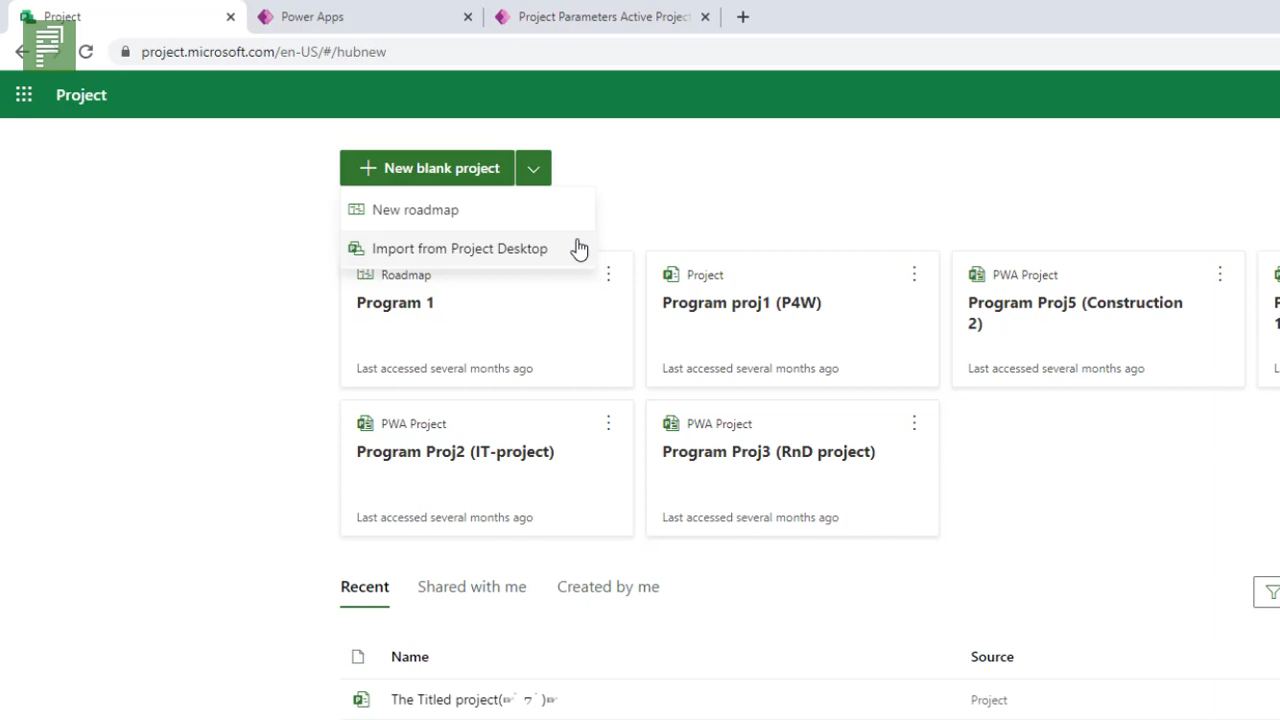 Project
Power Apps
Project Parameters Active Project
project.microsoft.com/en-US/#/hubnew
Project
New blank project
New roadmap
Import from Project Desktop
Roadmap
Program 1
Last accessed several months ago
Project
Program proj1 (P4W)
Last accessed several months ago
PWA Project
Program Proj5 (Construction
2)
Last accessed several months ago
PWA Project
Program Proj2 (IT-project)
Last accessed several months ago
PWA Project
Program Proj3 (RnD project)
Last accessed several months ago
Recent
Shared with me
Created by me
Name
Source
The Titled project(☞ﾟヮﾟ)☞
Project